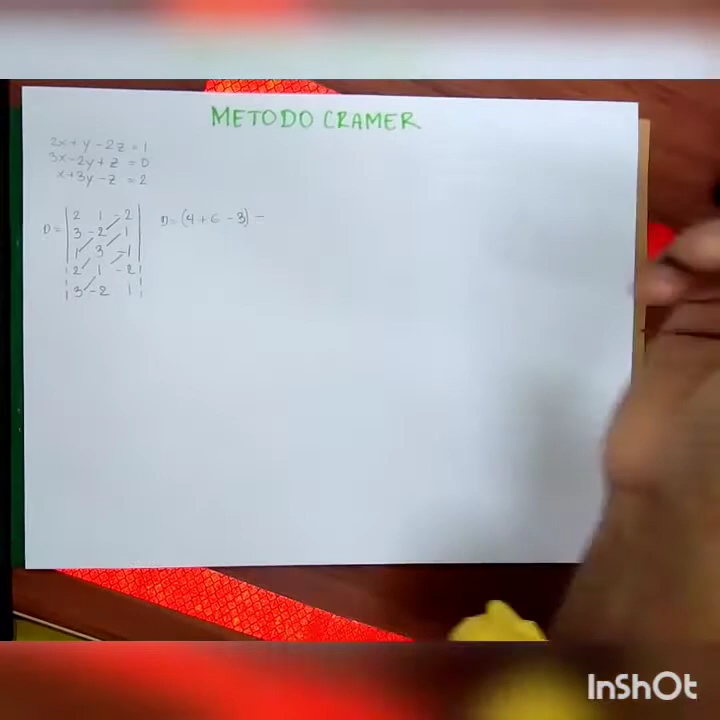 METODO CRAMER
2x + y - 2z = 1
3x - 2y + z = 0
x + 3y - z = 2
D = | 2 1 -2 | D = (4 + 6 - 3) -
| 3 -2 1 |
| 1 3 -1 |
| 2 1 -2 |
| 3 -2 1 |
InShOt